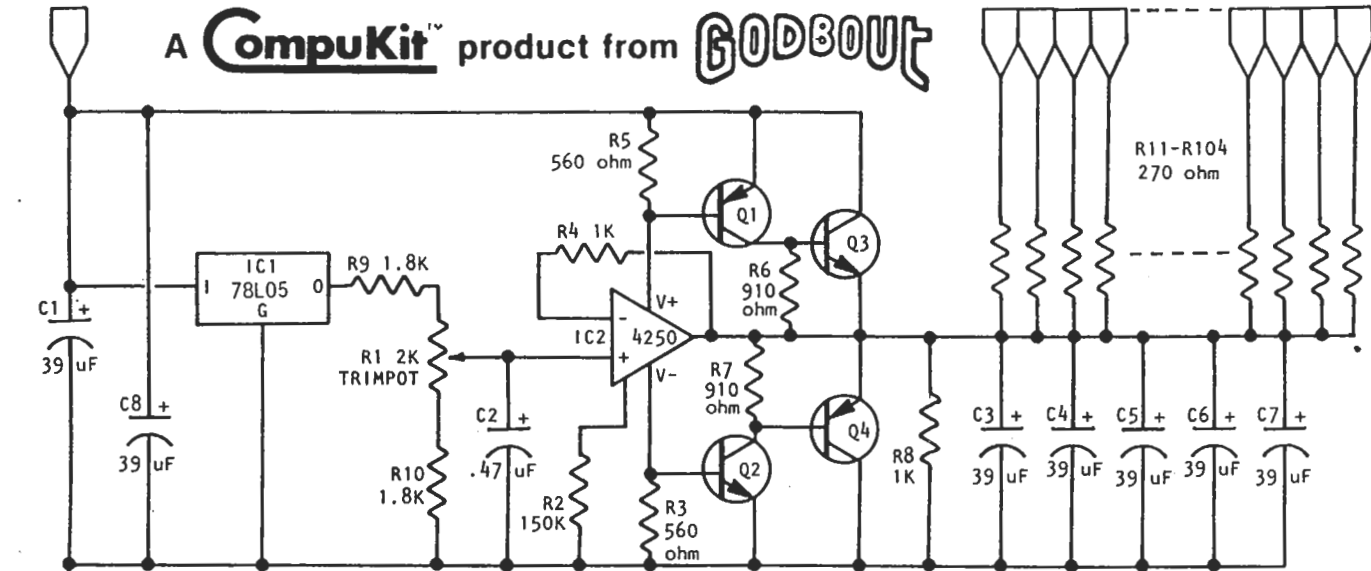 A CompuKit™ product from GODBOUT
R5
560 ohm
R11-R104
270 ohm
Q1
R4 1K
Q3
IC1
78L05
I
O
G
R9 1.8K
R6
910
ohm
C1
+
39 uF
V+
-
IC2
4250
+
V-
R1 2K
TRIMPOT
R7
910
ohm
C8
+
39 uF
C2
+
.47 uF
Q4
R8
1K
C3
+
39 uF
C4
+
39 uF
C5
+
39 uF
C6
+
39 uF
C7
+
39 uF
R10
1.8K
Q2
R2
150K
R3
560
ohm